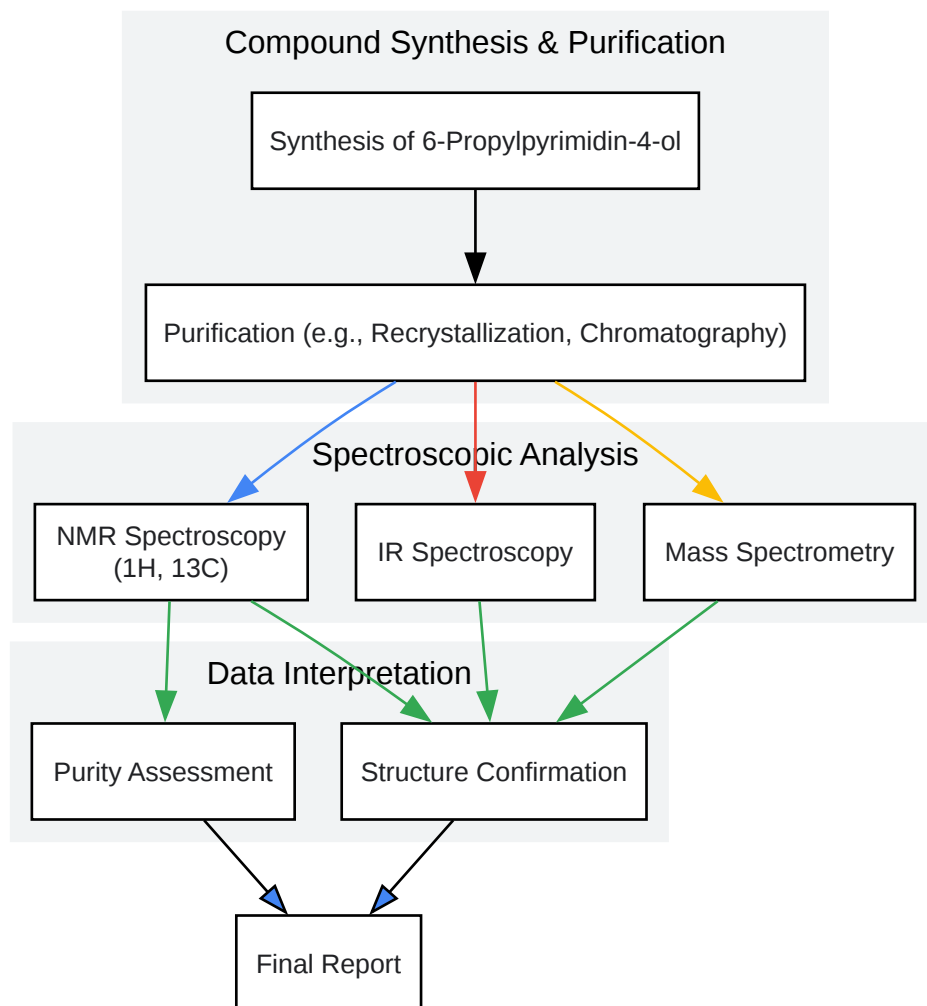 Compound Synthesis & Purification
Synthesis of 6-Propylpyrimidin-4-ol
Purification (e.g., Recrystallization, Chromatography)
Spectroscopic Analysis
NMR Spectroscopy
(1H, 13C)
IR Spectroscopy
Mass Spectrometry
Data Interpretation
Purity Assessment
Structure Confirmation
Final Report